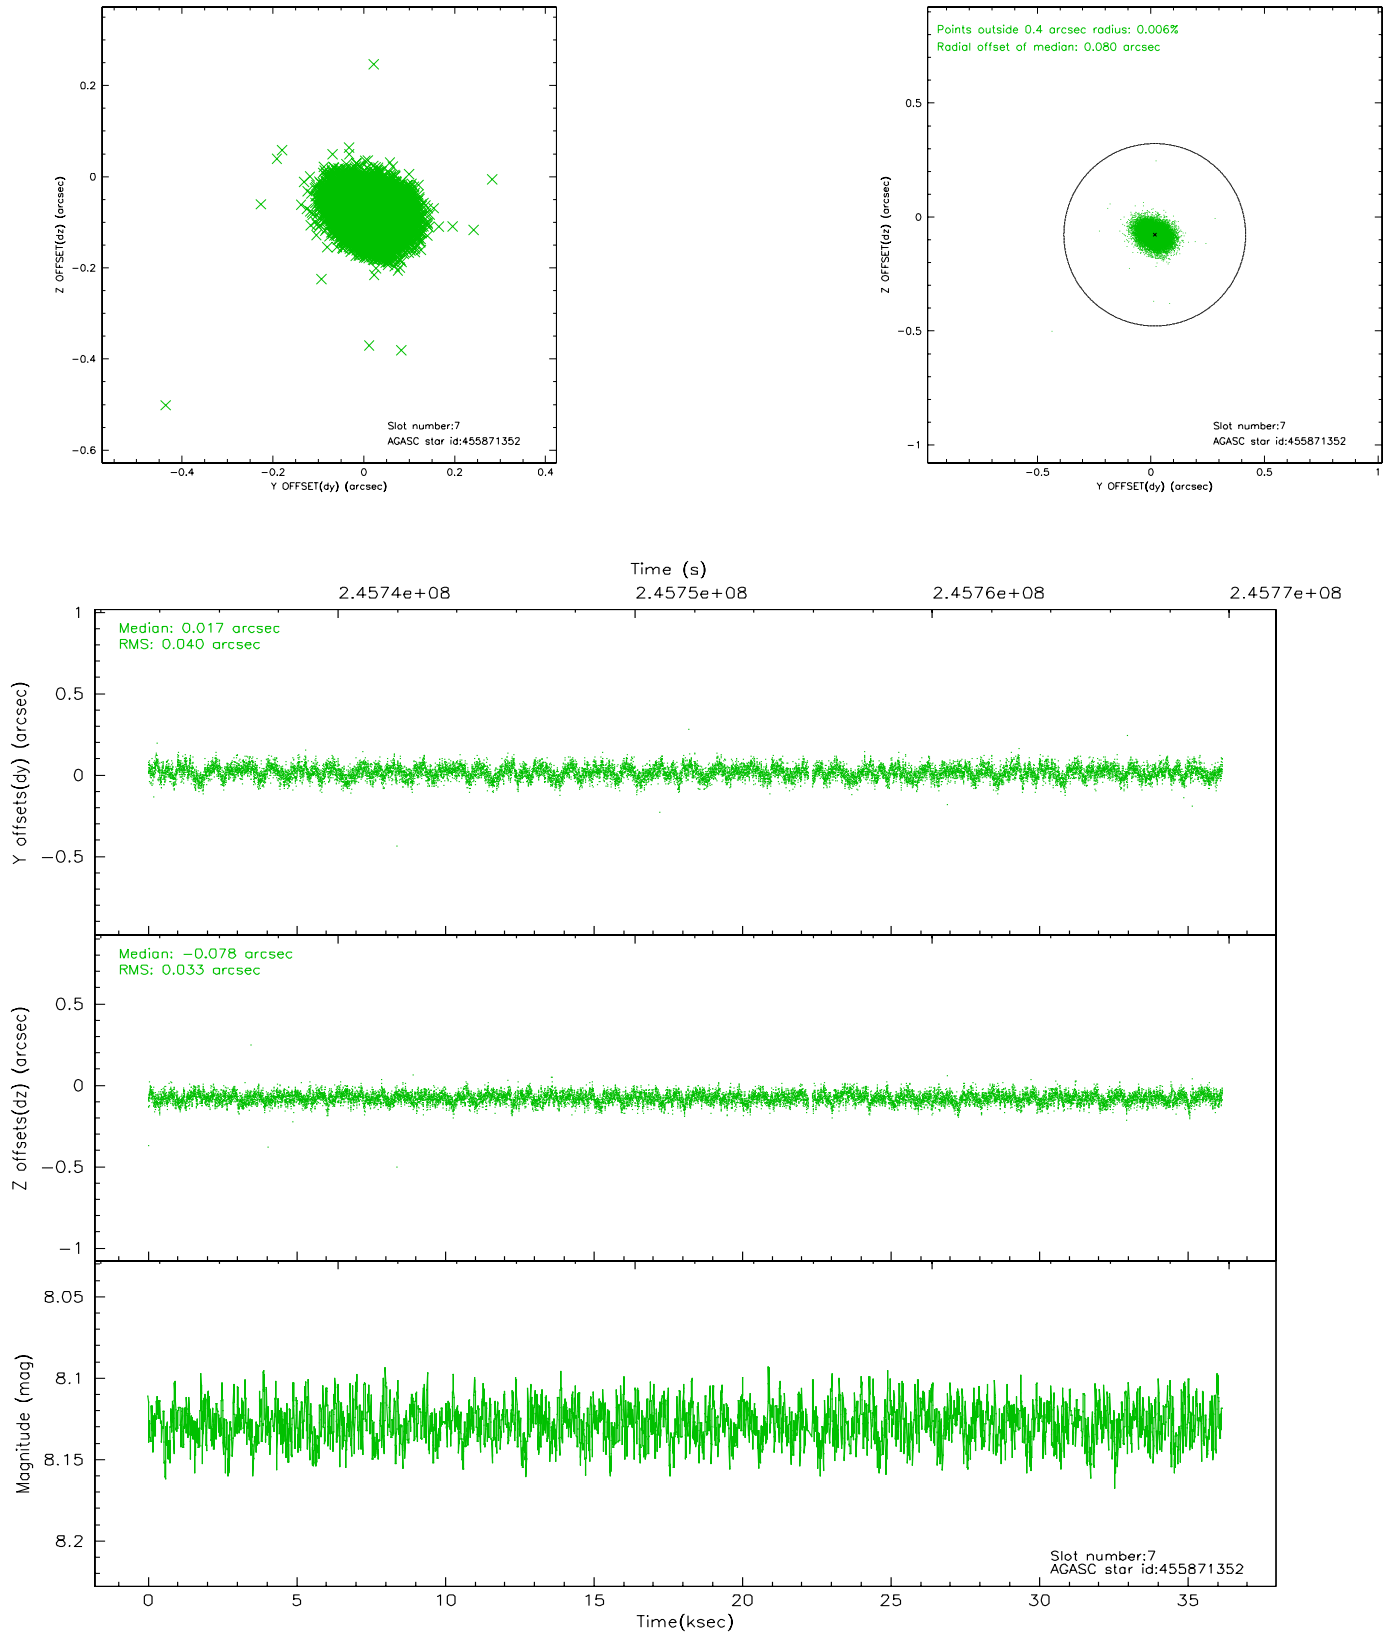 0.2
0
-0.2
-0.4
-0.6
Z OFFSET(dz) (arcsec)
Slot number:7
AGASC star id:455871352
-0.4 -0.2 0 0.2 0.4
Y OFFSET(dy) (arcsec)
Points outside 0.4 arcsec radius: 0.006%
Radial offset of median: 0.080 arcsec
0.5
0
-0.5
-1
Z OFFSET(dz) (arcsec)
Slot number:7
AGASC star id:455871352
-0.5 0 0.5 1
Y OFFSET(dy) (arcsec)
Time (s)
2.4574e+08 2.4575e+08 2.4576e+08 2.4577e+08
Median: 0.017 arcsec
RMS: 0.040 arcsec
1
0.5
0
-0.5
Y offsets(dy) (arcsec)
Median: -0.078 arcsec
RMS: 0.033 arcsec
0.5
0
-0.5
-1
Z offsets(dz) (arcsec)
8.05
8.1
8.15
8.2
Magnitude (mag)
Slot number:7
AGASC star id:455871352
0 5 10 15 20 25 30 35
Time(ksec)